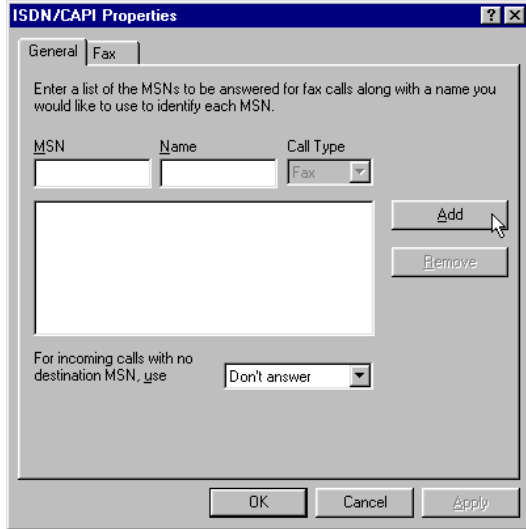 ISDN/CAPI Properties
General Fax
Enter a list of the MSNs to be answered for fax calls along with a name you
would like to use to identify each MSN.
MSN Name Call Type
Fax
Add
Remove
For incoming calls with no
destination MSN, use Don't answer
OK Cancel Apply